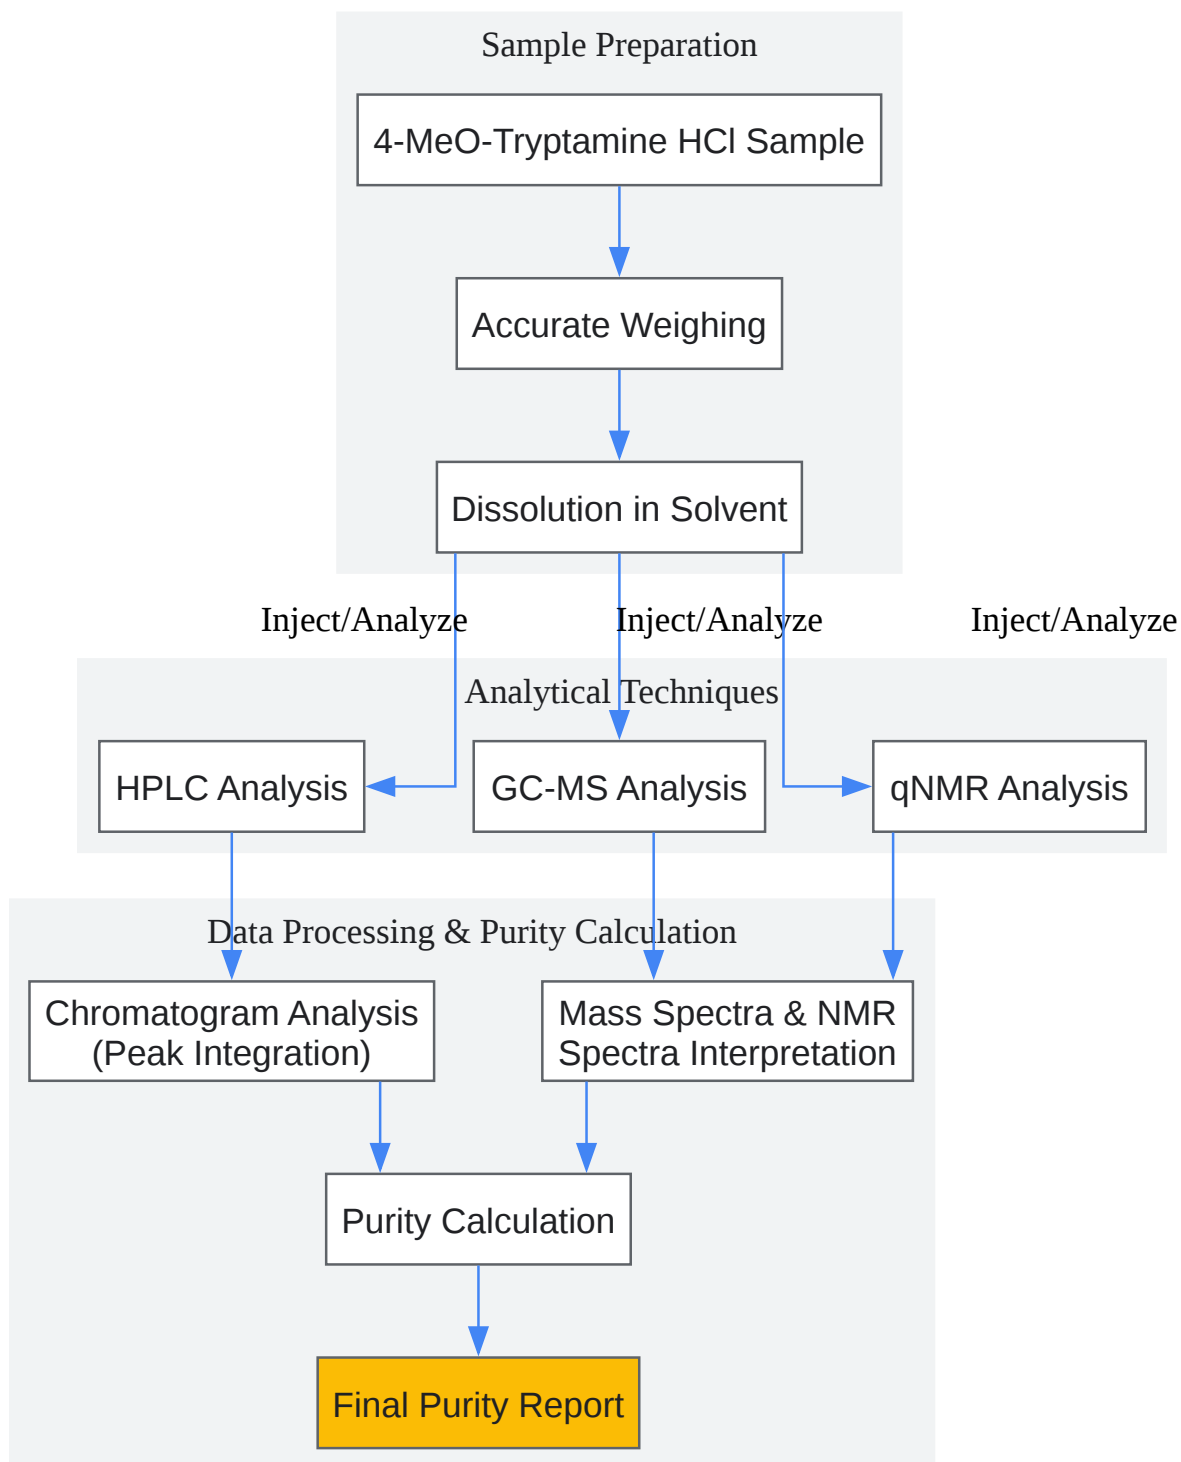 Sample Preparation
4-MeO-Tryptamine HCl Sample
Accurate Weighing
Dissolution in Solvent
Inject/Analyze
Inject/Analyze
Inject/Analyze
Analytical Techniques
HPLC Analysis
GC-MS Analysis
qNMR Analysis
Data Processing & Purity Calculation
Chromatogram Analysis
(Peak Integration)
Mass Spectra & NMR
Spectra Interpretation
Purity Calculation
Final Purity Report